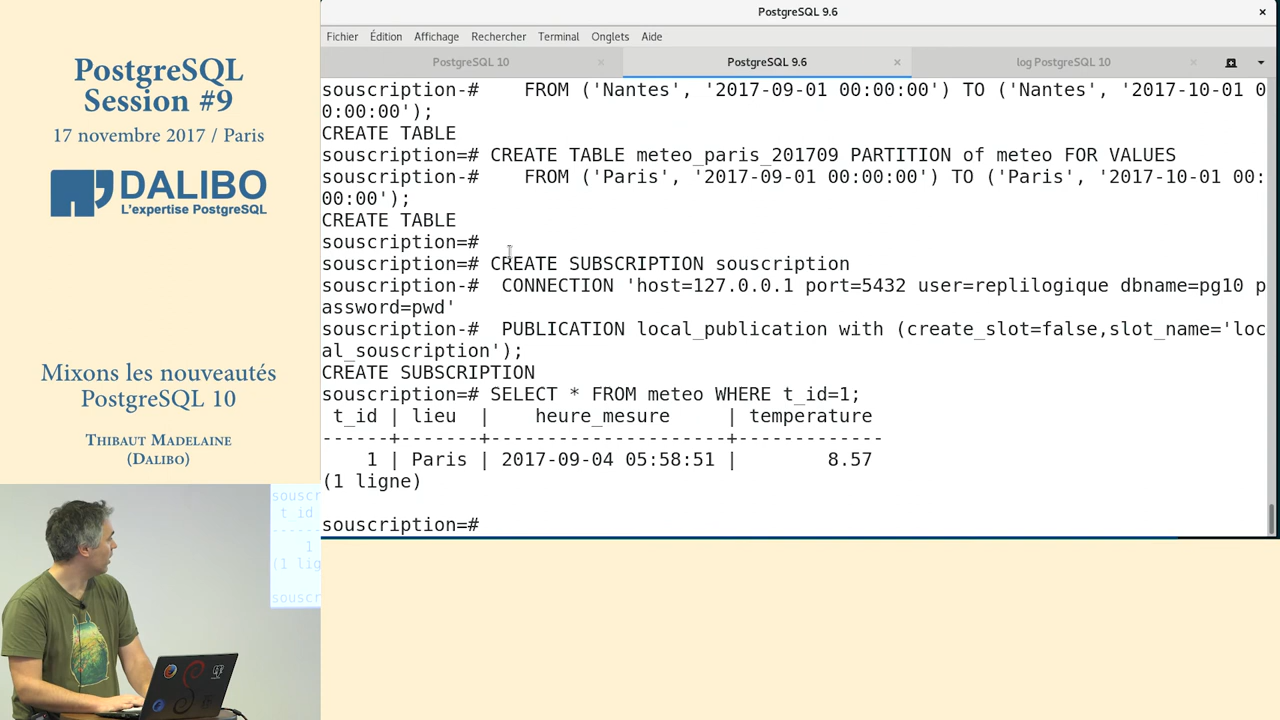 PostgreSQL
Session #9
17 novembre 2017 / Paris
DALIBO
L'expertise PostgreSQL
Mixons les nouveautés
PostgreSQL 10
Thibaut Madelaine
(Dalibo)
PostgreSQL 9.6
Fichier Édition Affichage Rechercher Terminal Onglets Aide
PostgreSQL 10 PostgreSQL 9.6 log PostgreSQL 10
souscription-#    FROM ('Nantes', '2017-09-01 00:00:00') TO ('Nantes', '2017-10-01 0
0:00:00');
CREATE TABLE
souscription=# CREATE TABLE meteo_paris_201709 PARTITION of meteo FOR VALUES
souscription-#    FROM ('Paris', '2017-09-01 00:00:00') TO ('Paris', '2017-10-01 00:
00:00');
CREATE TABLE
souscription=#
souscription=# CREATE SUBSCRIPTION souscription
souscription-#  CONNECTION 'host=127.0.0.1 port=5432 user=replilogique dbname=pg10 p
assword=pwd'
souscription-#  PUBLICATION local_publication with (create_slot=false,slot_name='loc
al_souscription');
CREATE SUBSCRIPTION
souscription=# SELECT * FROM meteo WHERE t_id=1;
 t_id | lieu  |    heure_mesure     | temperature
------+-------+---------------------+-------------
    1 | Paris | 2017-09-04 05:58:51 |        8.57
(1 ligne)
souscription=#
souscr
t id
1
(1 lig
souscr